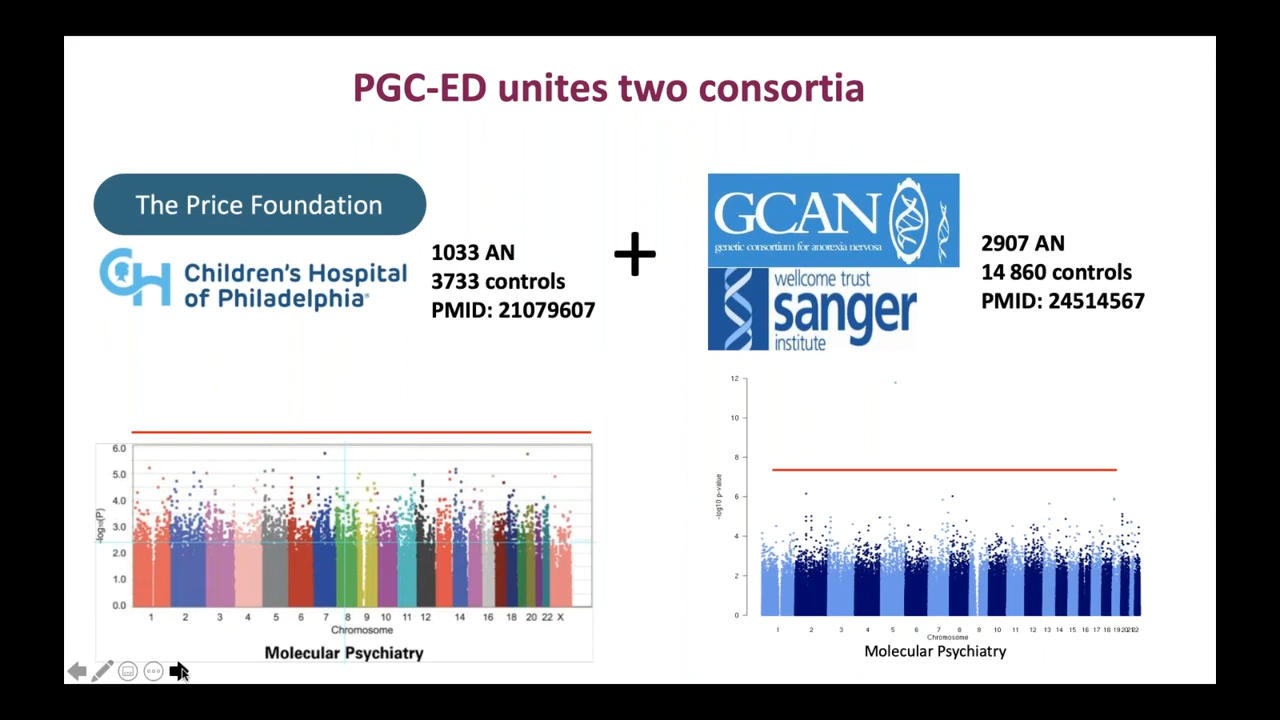 PGC-ED unites two consortia
The Price Foundation
Children's Hospital
of Philadelphia
1033 AN
3733 controls
PMID: 21079607
+
GCAN
genetic consortium for anorexia nervosa
wellcome trust
sanger
institute
2907 AN
14 860 controls
PMID: 24514567
6.0
5.0
4.0
3.0
2.0
1.0
0.0
-log10(P)
1 2 3 4 5 6 7 8 9 10 11 12 14 16 18 20 22 X
Chromosome
Molecular Psychiatry
12
10
8
6
4
2
0
-log10 p-value
1 2 3 4 5 6 7 8 9 10 11 12 13 14 15 16 17 18 19 20 21 22
Chromosome
Molecular Psychiatry